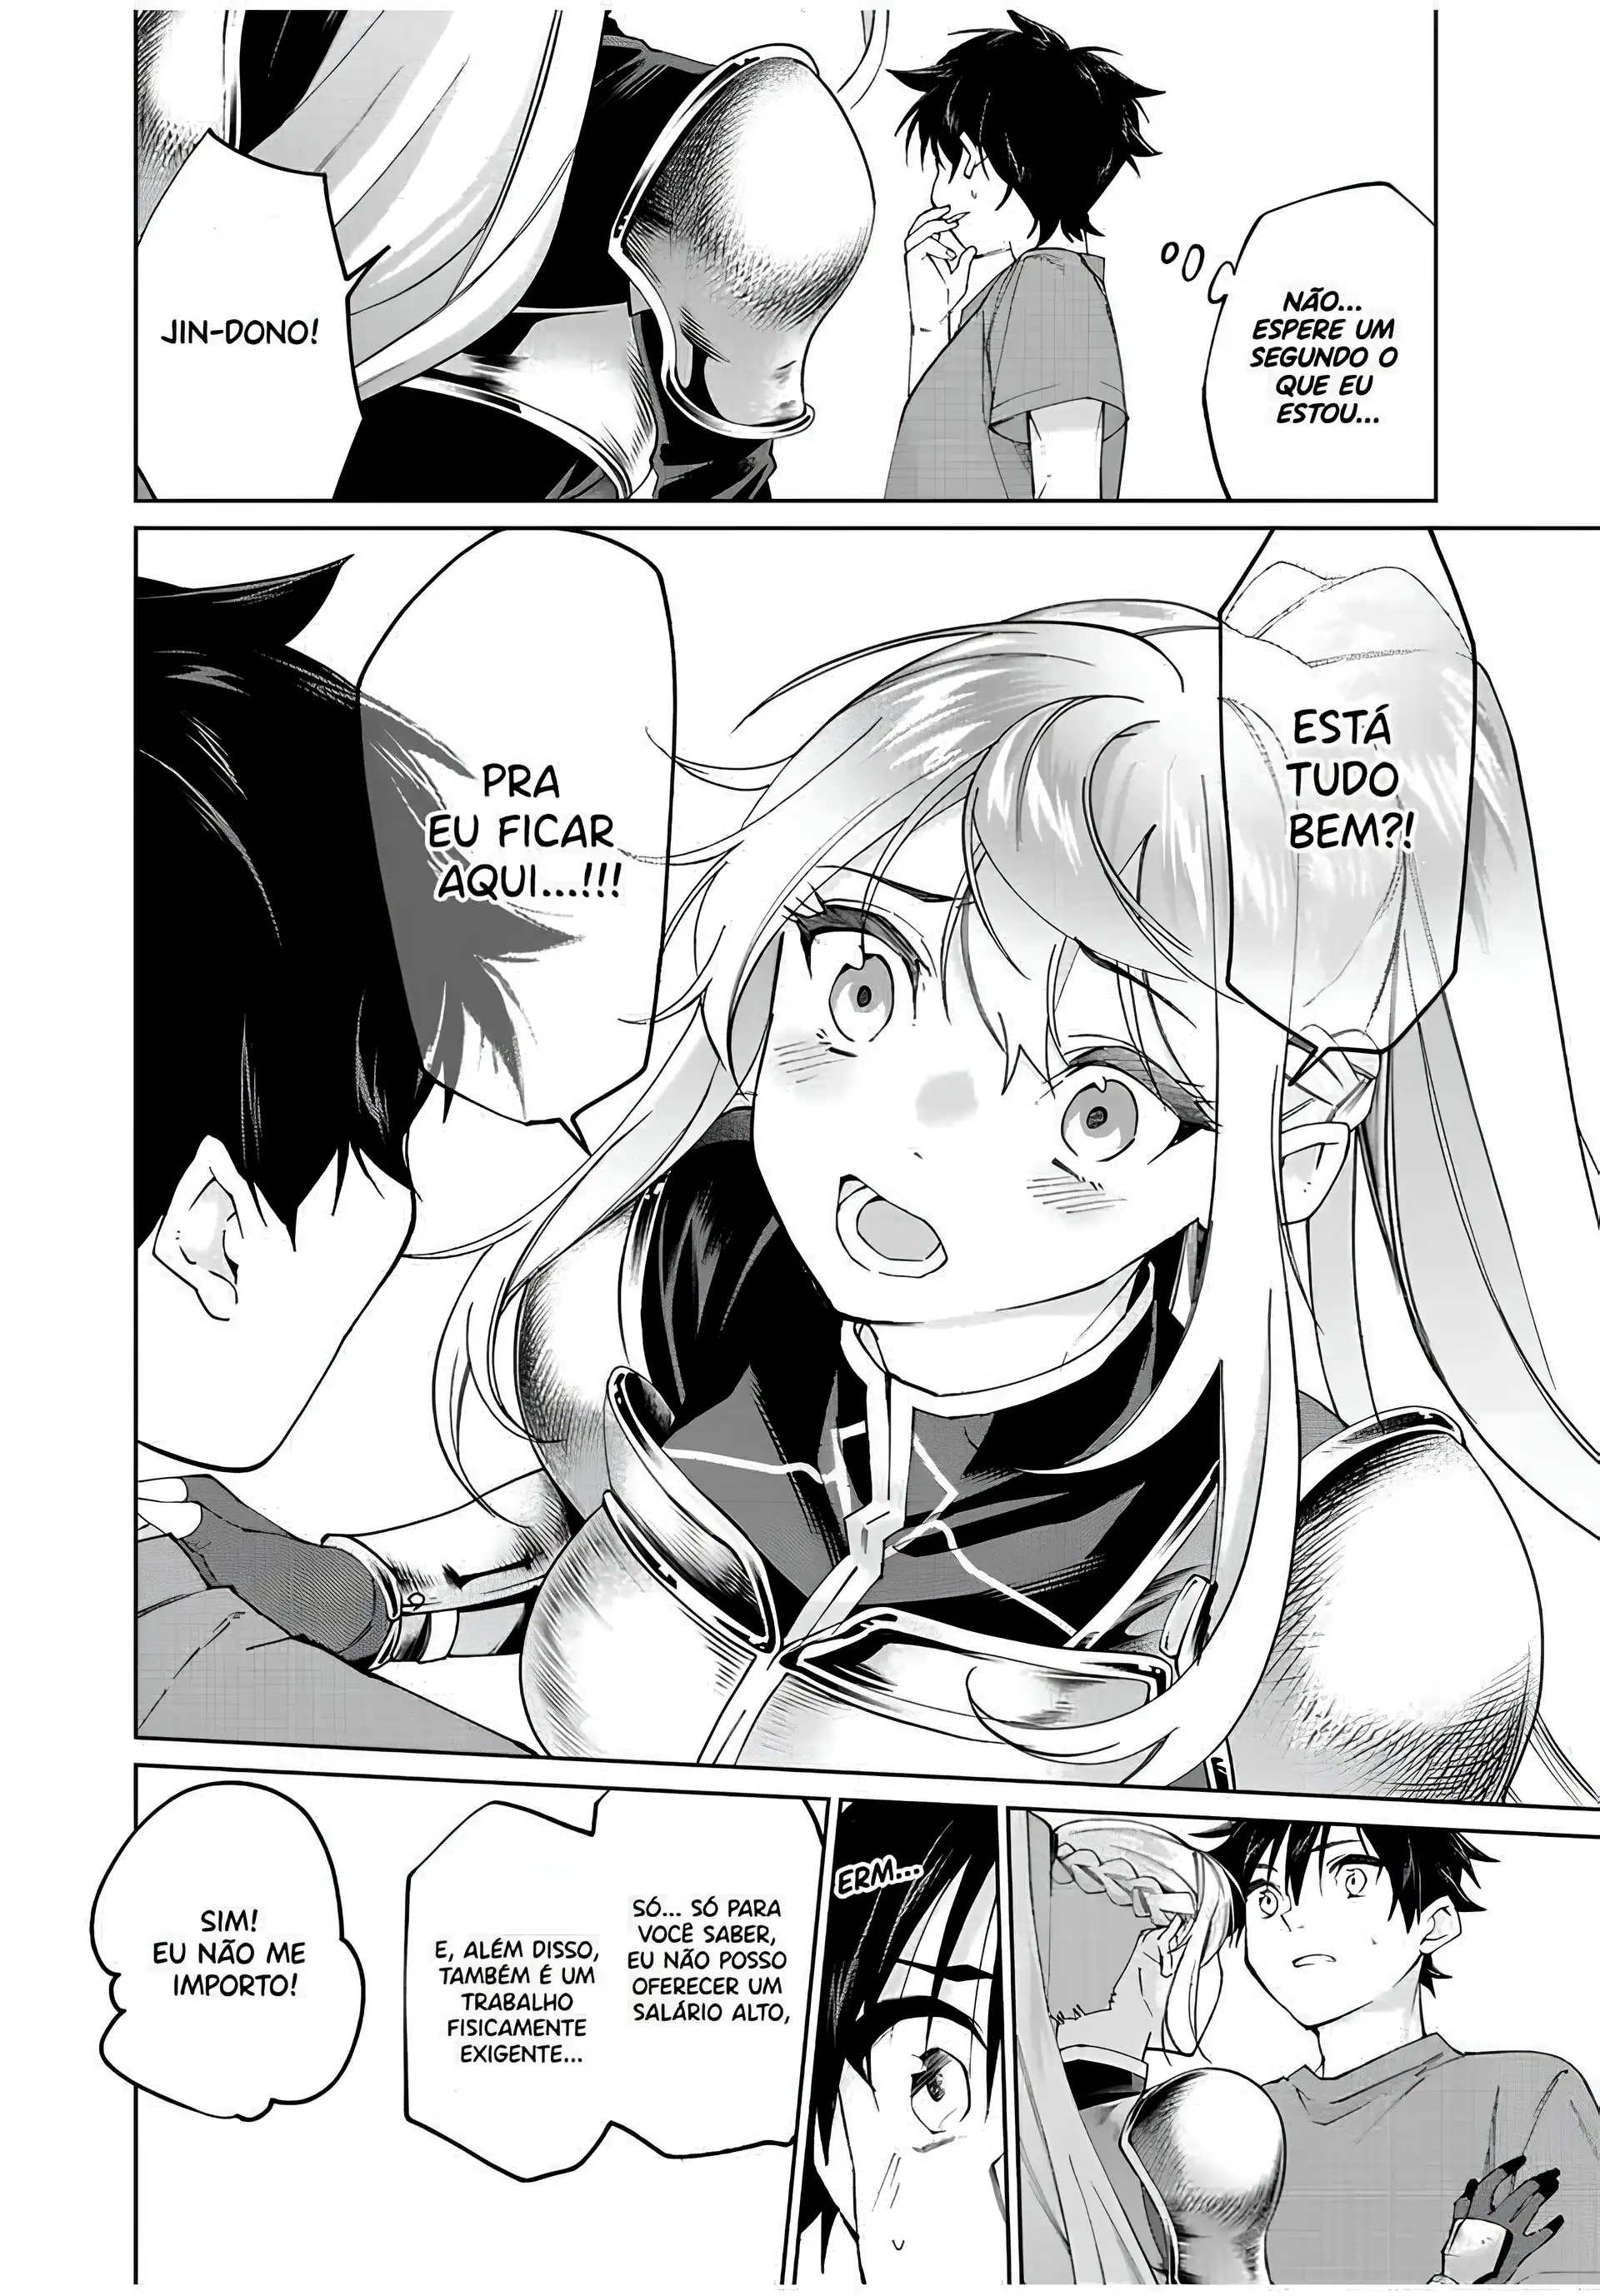 NÃO...
ESPERE UM
SEGUNDO O
QUE EU
ESTOU...
JIN-DONO!
ESTÁ
TUDO
BEM?!
PRA
EU FICAR
AQUI...!!!
ERM...
SÓ... SÓ PARA
VOCÊ SABER,
EU NÃO POSSO
OFERECER UM
SALÁRIO ALTO,
E, ALÉM DISSO,
TAMBÉM É UM
TRABALHO
FISICAMENTE
EXIGENTE...
SIM!
EU NÃO ME
IMPORTO!